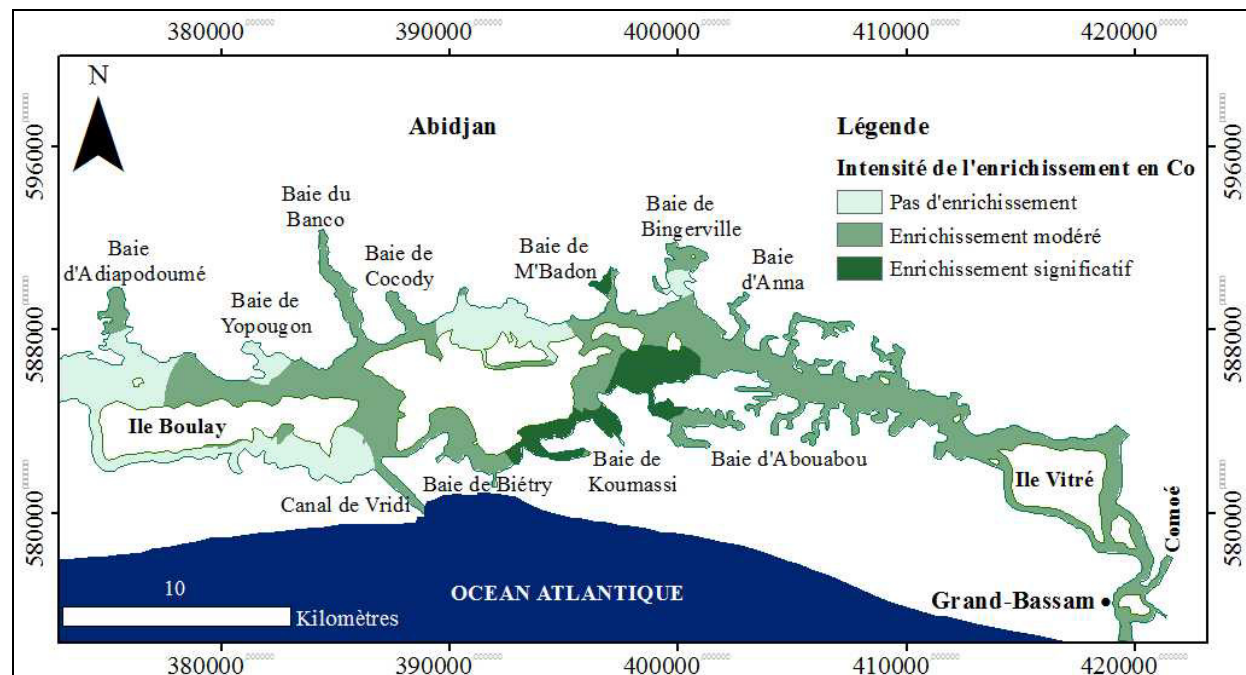 380000
390000
400000
410000
420000
N
596000
588000
580000
596000
588000
580000
Abidjan
Légende
Intensité de l'enrichissement en Co
Pas d'enrichissement
Enrichissement modéré
Enrichissement significatif
Baie
d'Adiapodoumé
Baie de
Yopougon
Baie du
Banco
Baie de
Cocody
Baie de
M'Badon
Baie de
Bingerville
Baie
d'Anna
Ile Boulay
Canal de Vridi
Baie de Biétry
Baie de
Koumassi
Baie d'Abouabou
Ile Vitré
Comoé
Grand-Bassam
OCEAN ATLANTIQUE
10
Kilomètres
380000
390000
400000
410000
420000